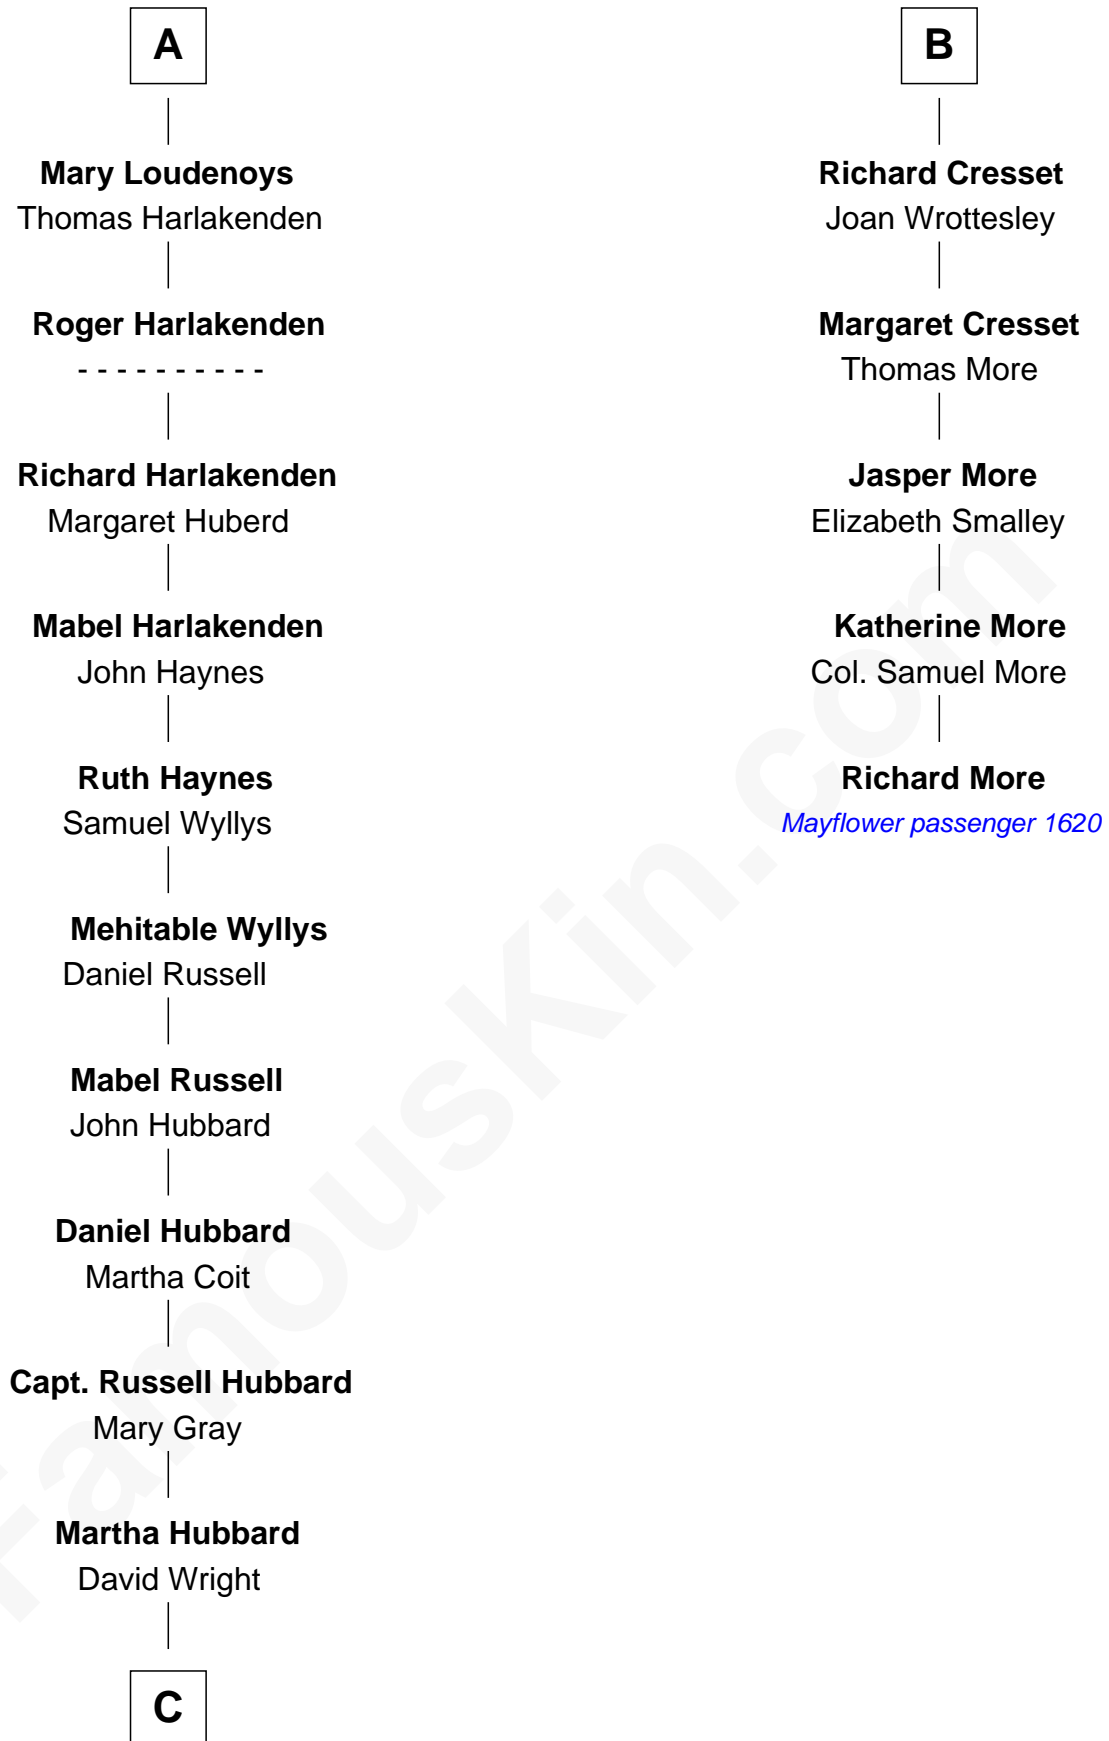 A
Mary Loudenoys
Thomas Harlakenden
Roger Harlakenden
- - - - - - - - - -
Richard Harlakenden
Margaret Huberd
Mabel Harlakenden
John Haynes
Ruth Haynes
Samuel Wyllys
Mehitable Wyllys
Daniel Russell
Mabel Russell
John Hubbard
Daniel Hubbard
Martha Coit
Capt. Russell Hubbard
Mary Gray
Martha Hubbard
David Wright
C
B
Richard Cresset
Joan Wrottesley
Margaret Cresset
Thomas More
Jasper More
Elizabeth Smalley
Katherine More
Col. Samuel More
Richard More
Mayflower passenger 1620
FamousKin.com